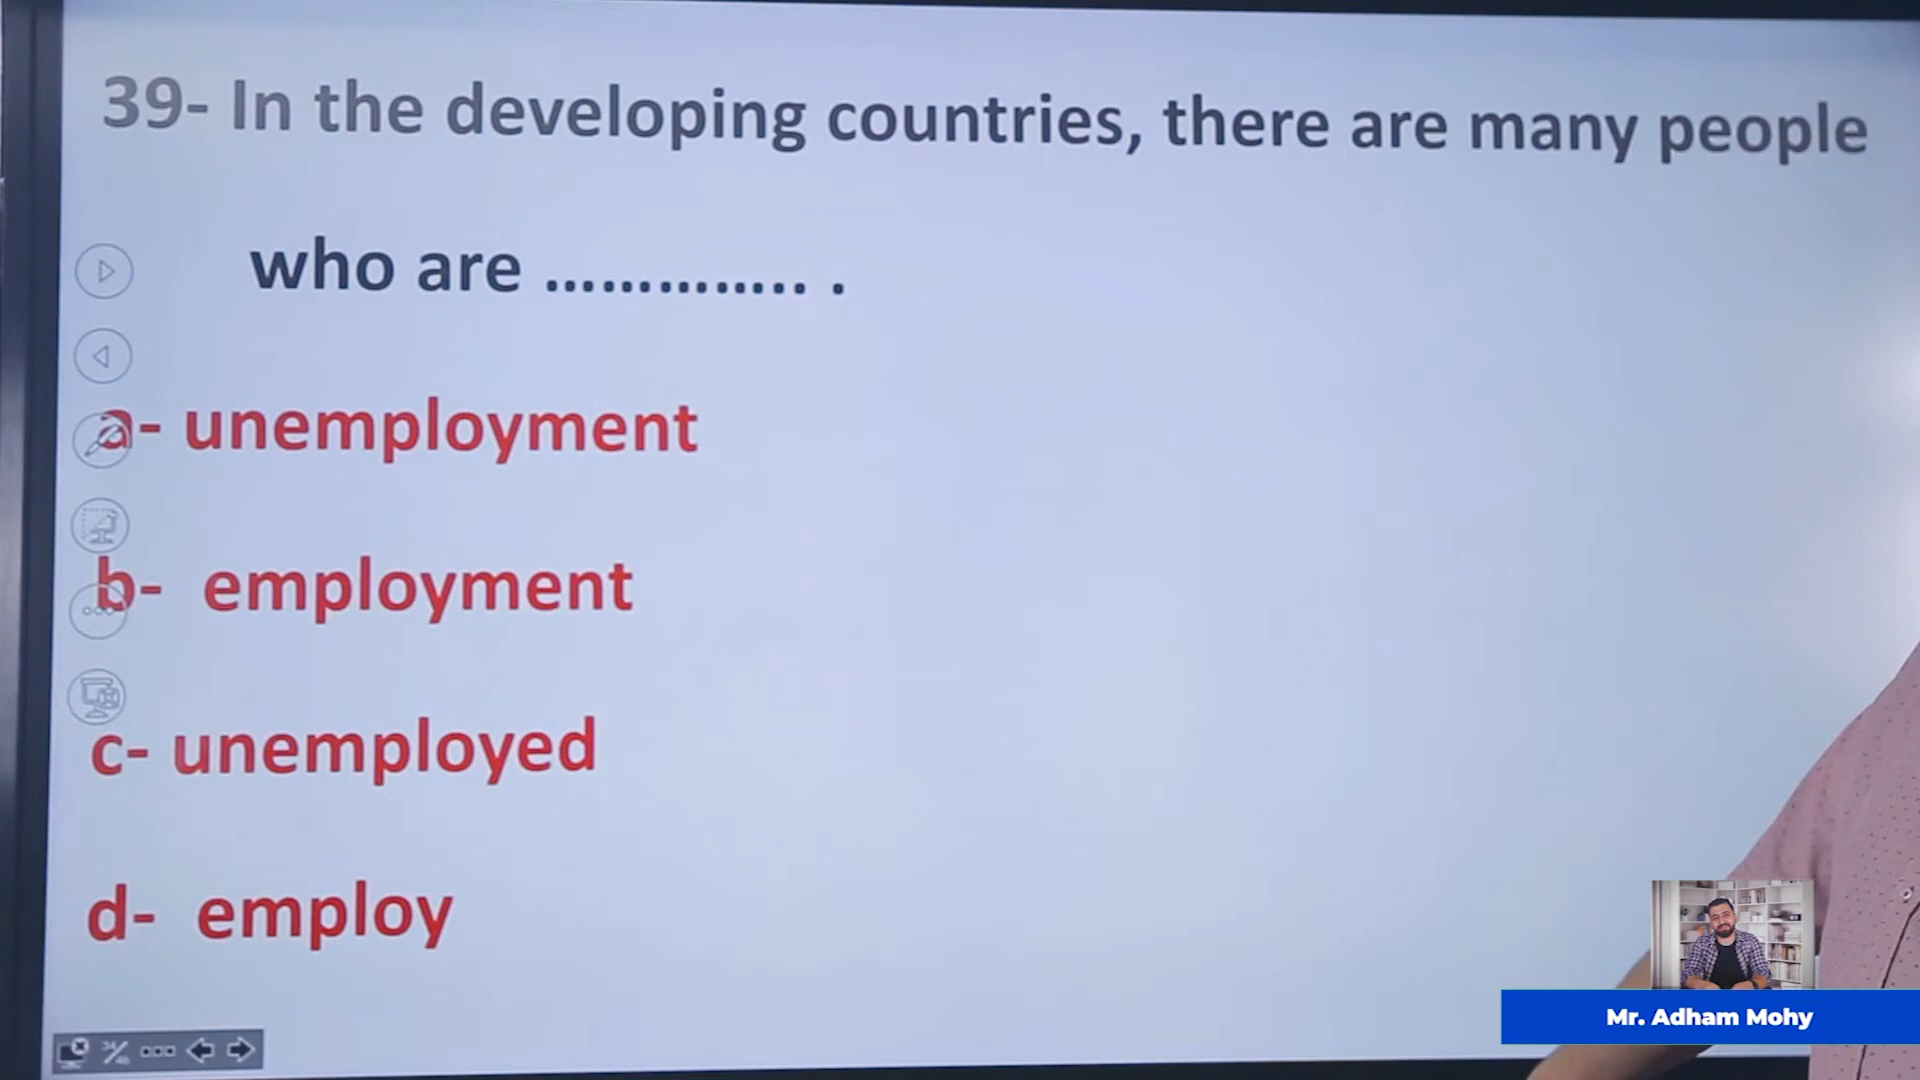 39- In the developing countries, there are many people
who are .............. .
a- unemployment
b- employment
c- unemployed
d- employ
Mr. Adham Mohy